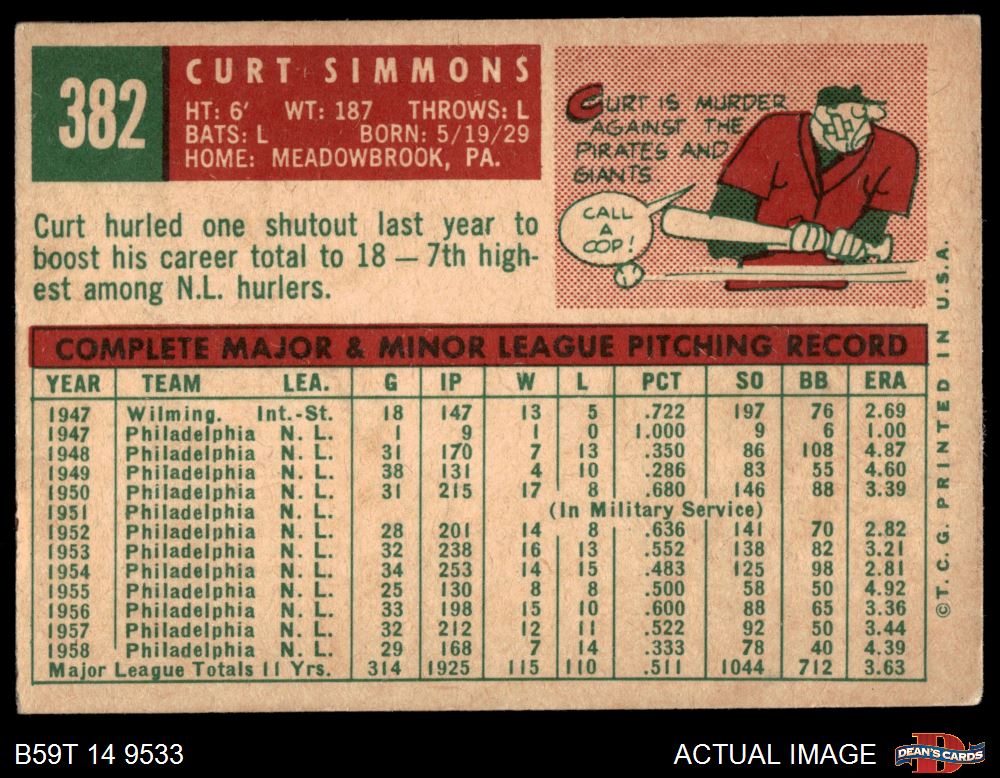 382
CURT SIMMONS
HT: 6' WT: 187 THROWS: L
BATS: L BORN: 5/19/29
HOME: MEADOWBROOK, PA.
CURT IS MURDER
AGAINST THE
PIRATES AND
GIANTS
CALL
A
COP!
Curt hurled one shutout last year to
boost his career total to 18 — 7th high-
est among N.L. hurlers.
COMPLETE MAJOR & MINOR LEAGUE PITCHING RECORD
YEAR TEAM LEA. G IP W L PCT SO BB ERA
1947 Wilming. Int.-St. 18 147 13 5 .722 197 76 2.69
1947 Philadelphia N. L. 1 9 1 0 1.000 9 6 1.00
1948 Philadelphia N. L. 31 170 7 13 .350 86 108 4.87
1949 Philadelphia N. L. 38 131 4 10 .286 83 55 4.60
1950 Philadelphia N. L. 31 215 17 8 .680 146 88 3.39
1951 Philadelphia N. L. (In Military Service)
1952 Philadelphia N. L. 28 201 14 8 .636 141 70 2.82
1953 Philadelphia N. L. 32 238 16 13 .552 138 82 3.21
1954 Philadelphia N. L. 34 253 14 15 .483 125 98 2.81
1955 Philadelphia N. L. 25 130 8 8 .500 58 50 4.92
1956 Philadelphia N. L. 33 198 15 10 .600 88 65 3.36
1957 Philadelphia N. L. 32 212 12 11 .522 92 50 3.44
1958 Philadelphia N. L. 29 168 7 14 .333 78 40 4.39
Major League Totals 11 Yrs. 314 1925 115 110 .511 1044 712 3.63
© T. C. G. PRINTED IN U.S.A.
B59T 14 9533
ACTUAL IMAGE
DEAN'S CARDS